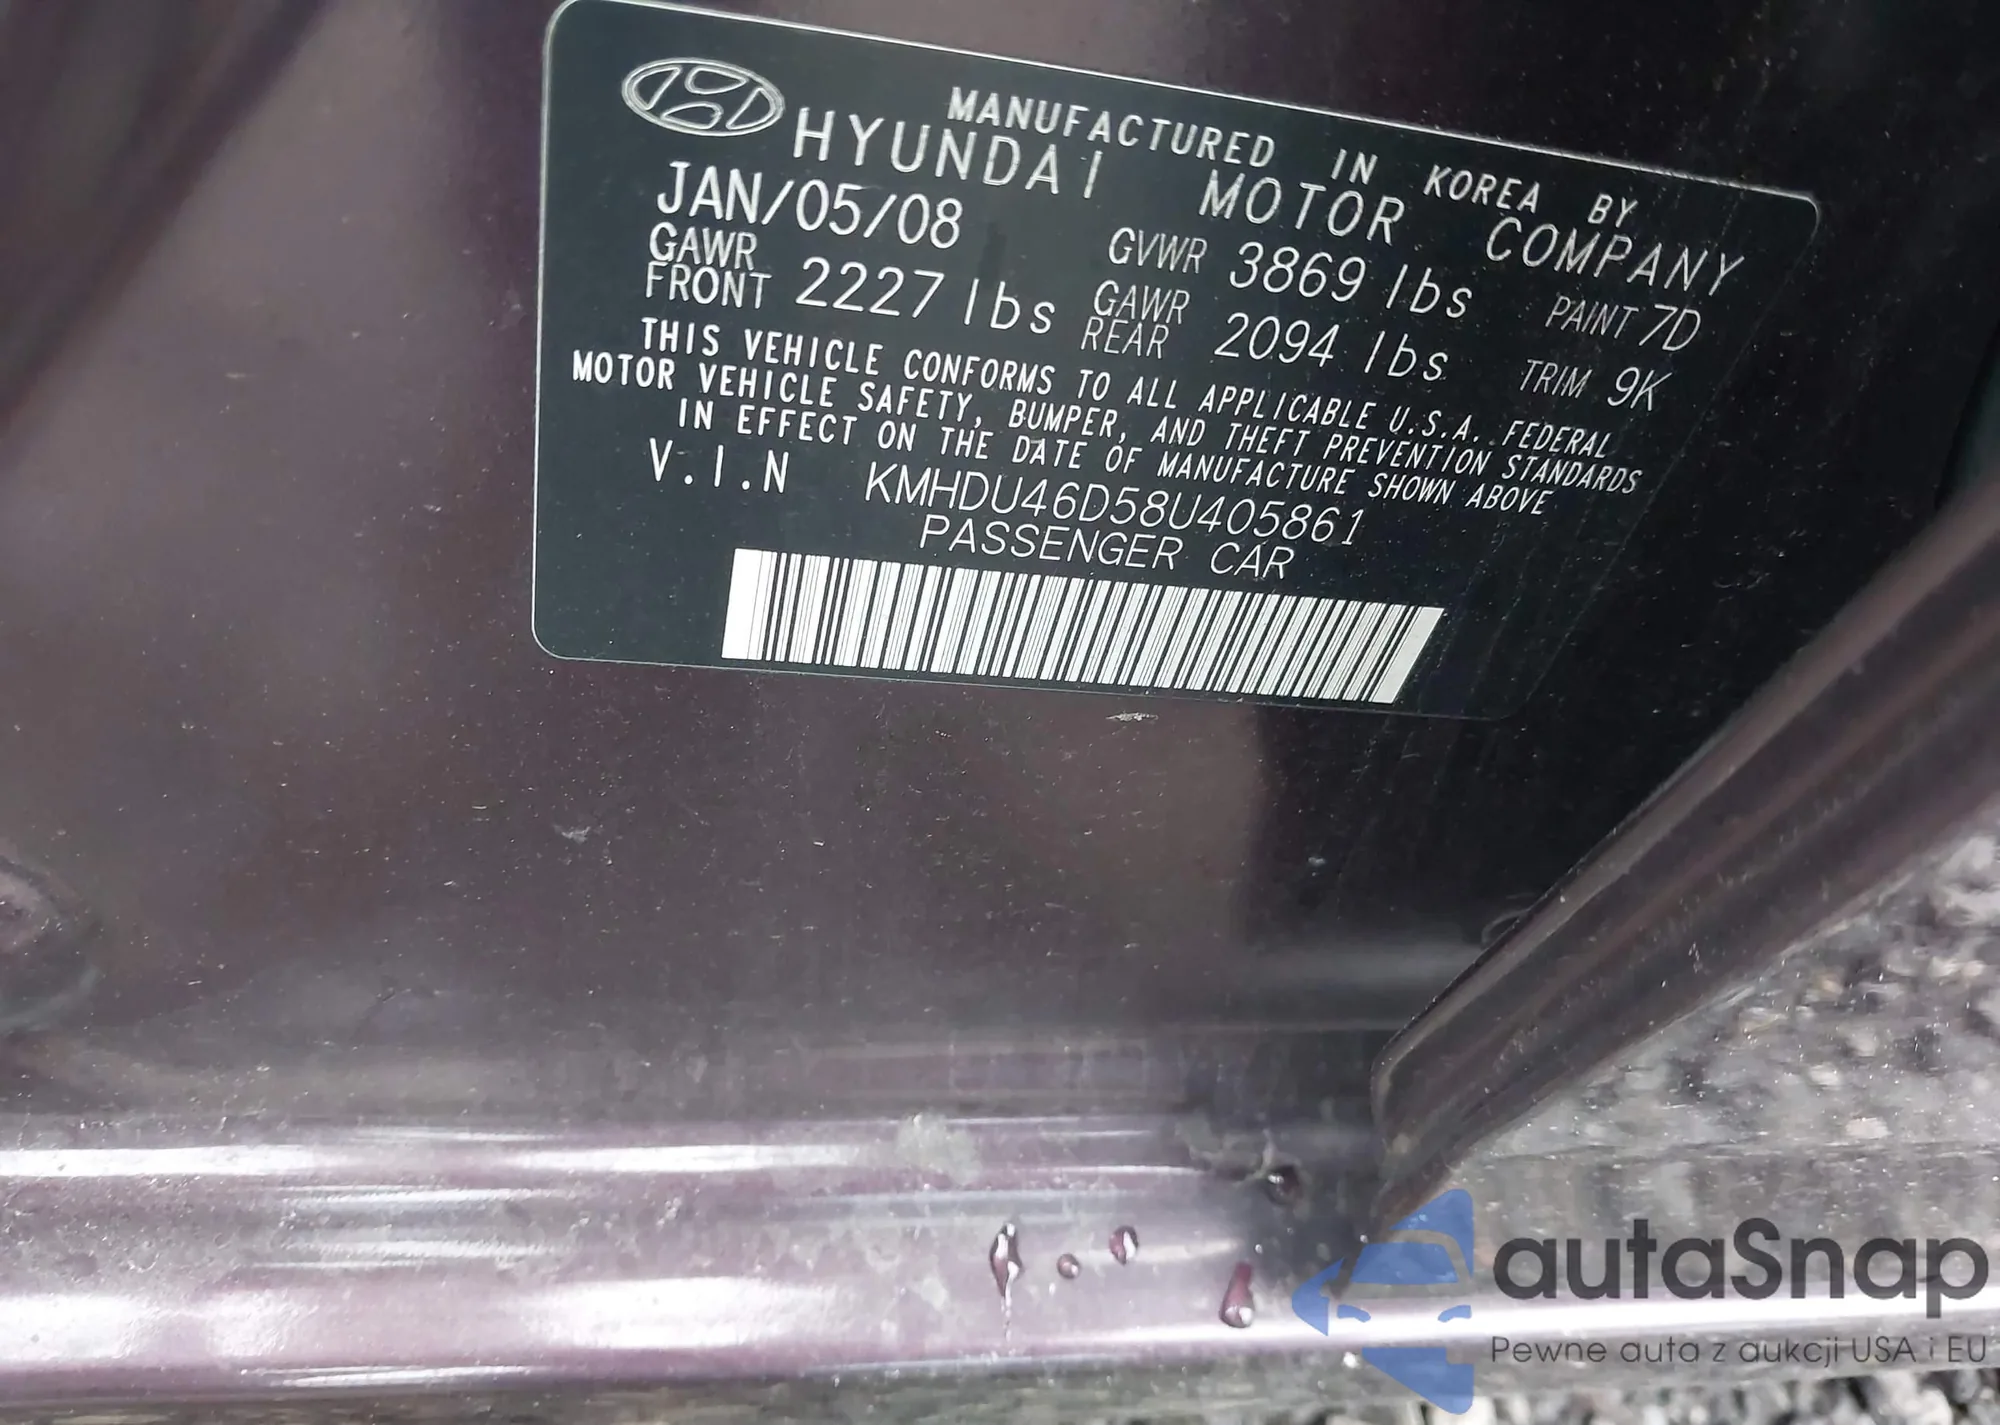 MANUFACTURED IN KOREA BY
HYUNDAI MOTOR COMPANY
JAN/05/08 GVWR 3869 lbs PAINT 7D
GAWR FRONT 2227 lbs GAWR REAR 2094 lbs TRIM 9K
THIS VEHICLE CONFORMS TO ALL APPLICABLE U.S.A. FEDERAL
MOTOR VEHICLE SAFETY, BUMPER, AND THEFT PREVENTION STANDARDS
IN EFFECT ON THE DATE OF MANUFACTURE SHOWN ABOVE
V.I.N KMHDU46D58U405861
PASSENGER CAR
autaSnap
Pewne auta z aukcji USA i EU